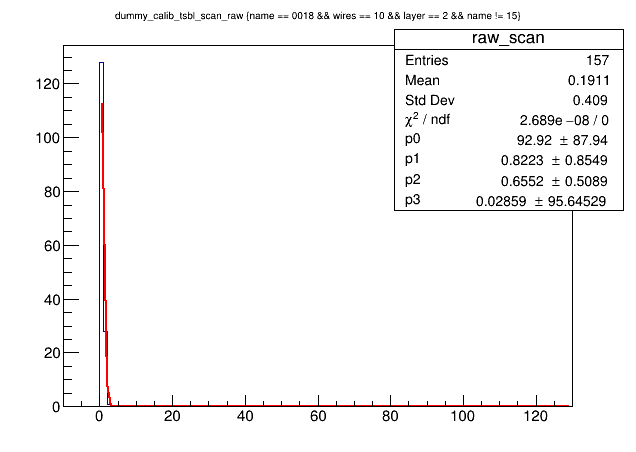 dummy_calib_tsbl_scan_raw {name == 0018 && wires == 10 && layer == 2 && name != 15}
raw_scan
Entries 157
Mean 0.1911
Std Dev 0.409
χ² / ndf 2.689e −08 / 0
p0 92.92 ± 87.94
p1 0.8223 ± 0.8549
p2 0.6552 ± 0.5089
p3 0.02859 ± 95.64529
120
100
80
60
40
20
0
0 20 40 60 80 100 120